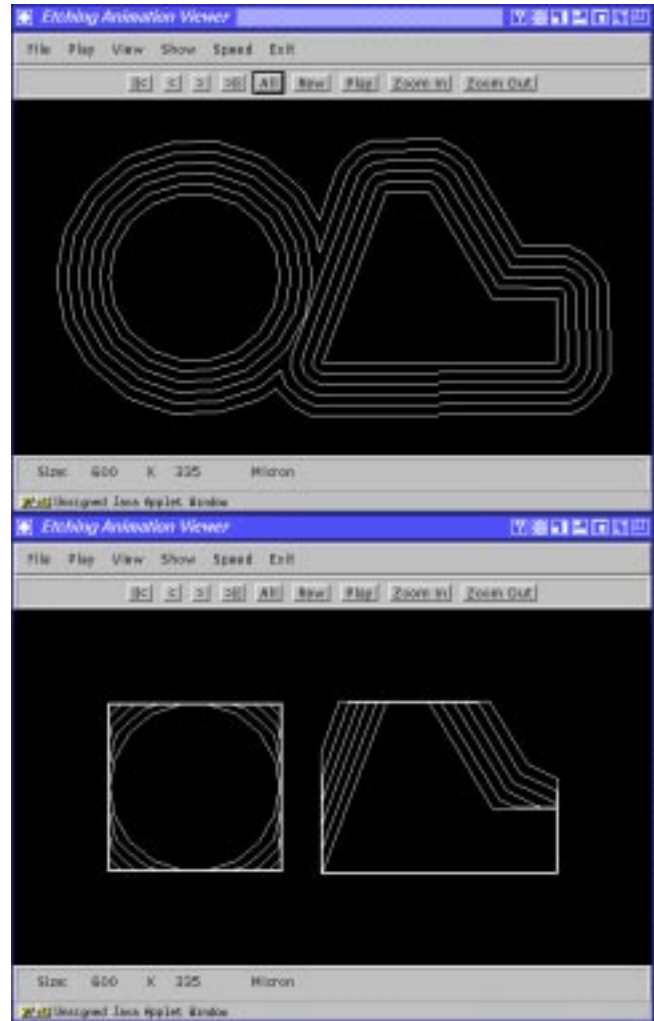 Etching Animation Viewer
File Play View Show Speed Exit
|< < > >| All New Play Zoom In Zoom Out
Size: 600 X 335 Micron
Unsigned Java Applet Window
Etching Animation Viewer
File Play View Show Speed Exit
|< < > >| All New Play Zoom In Zoom Out
Size: 600 X 335 Micron
Unsigned Java Applet Window